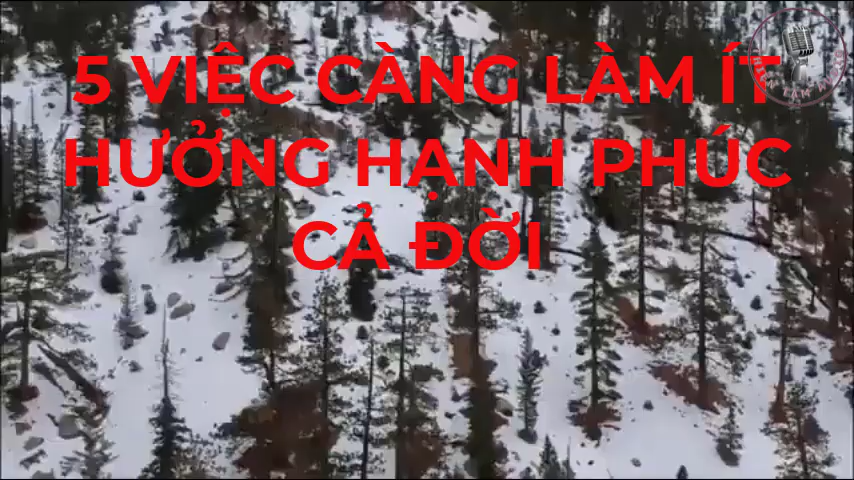 5 VIỆC CÀNG LÀM ÍT
HƯỞNG HẠNH PHÚC
CẢ ĐỜI